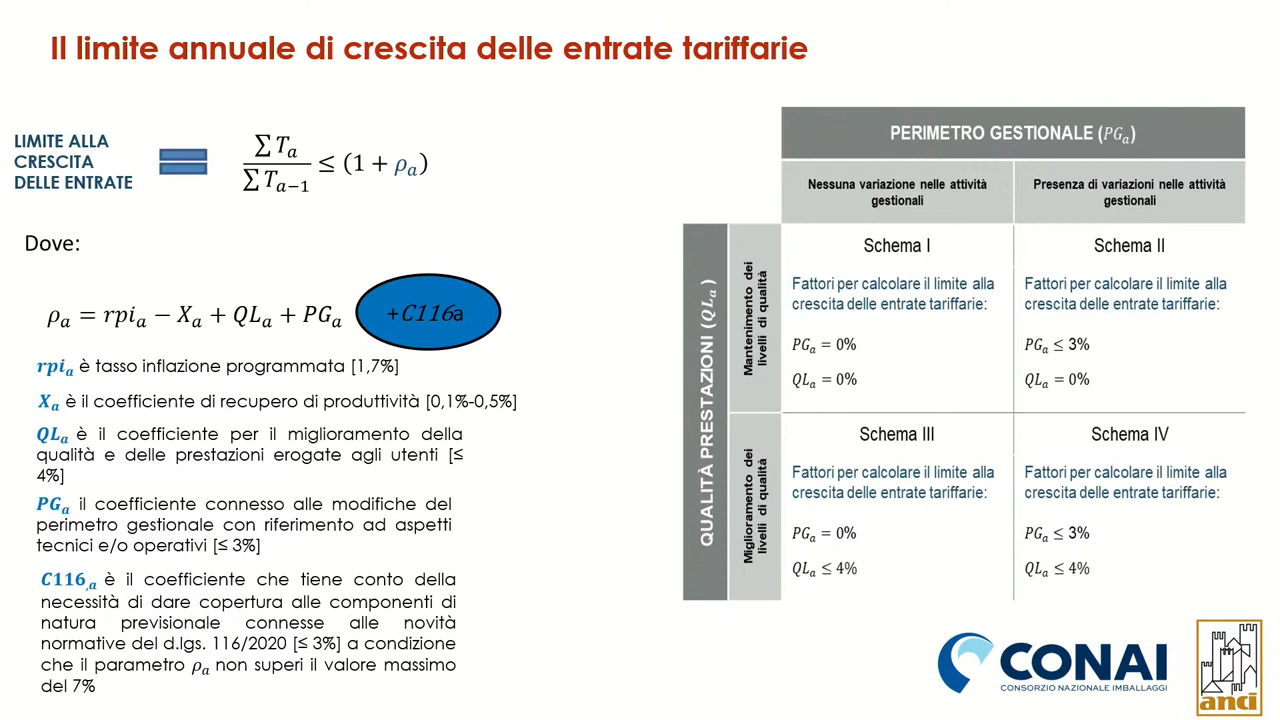 Il limite annuale di crescita delle entrate tariffarie
LIMITE ALLA
CRESCITA
DELLE ENTRATE
∑ Tₐ / ∑ Tₐ₋₁ ≤ (1 + ρₐ)
Dove:
ρₐ = rpiₐ − Xₐ + QLₐ + PGₐ +C116a
rpiₐ è tasso inflazione programmata [1,7%]
Xₐ è il coefficiente di recupero di produttività [0,1%-0,5%]
QLₐ è il coefficiente per il miglioramento della
qualità e delle prestazioni erogate agli utenti [≤
4%]
PGₐ il coefficiente connesso alle modifiche del
perimetro gestionale con riferimento ad aspetti
tecnici e/o operativi [≤ 3%]
C116,ₐ è il coefficiente che tiene conto della
necessità di dare copertura alle componenti di
natura previsionale connesse alle novità
normative del d.lgs. 116/2020 [≤ 3%] a condizione
che il parametro ρₐ non superi il valore massimo
del 7%
PERIMETRO GESTIONALE (PGₐ)
Nessuna variazione nelle attività
gestionali
Presenza di variazioni nelle attività
gestionali
QUALITÀ PRESTAZIONI (QLₐ)
Mantenimento dei
livelli di qualità
Schema I
Fattori per calcolare il limite alla
crescita delle entrate tariffarie:
PGₐ = 0%
QLₐ = 0%
Schema II
Fattori per calcolare il limite alla
crescita delle entrate tariffarie:
PGₐ ≤ 3%
QLₐ = 0%
Miglioramento dei
livelli di qualità
Schema III
Fattori per calcolare il limite alla
crescita delle entrate tariffarie:
PGₐ = 0%
QLₐ ≤ 4%
Schema IV
Fattori per calcolare il limite alla
crescita delle entrate tariffarie:
PGₐ ≤ 3%
QLₐ ≤ 4%
CONAI
CONSORZIO NAZIONALE IMBALLAGGI
anci